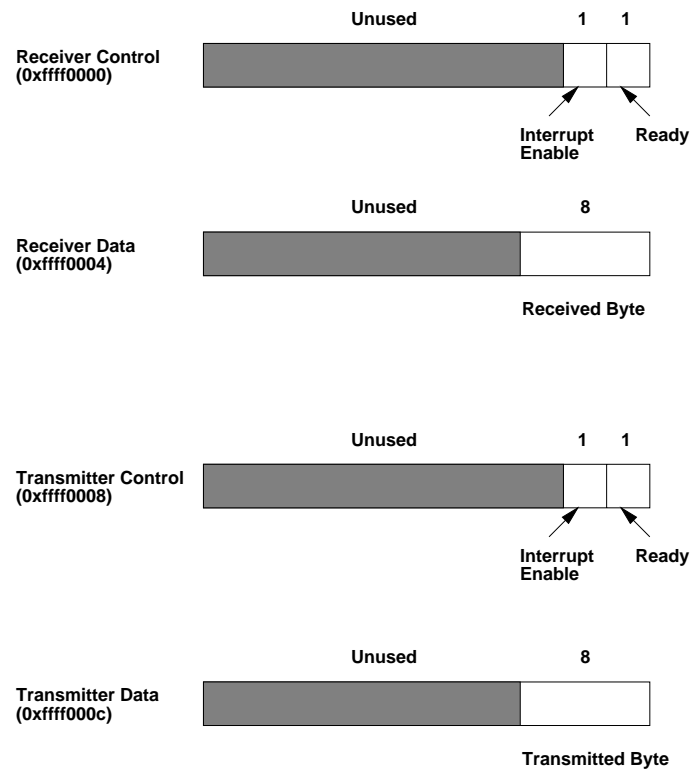 Unused 1 1
Receiver Control
(0xffff0000)
Interrupt
Enable
Ready
Unused 8
Receiver Data
(0xffff0004)
Received Byte
Unused 1 1
Transmitter Control
(0xffff0008)
Interrupt
Enable
Ready
Unused 8
Transmitter Data
(0xffff000c)
Transmitted Byte